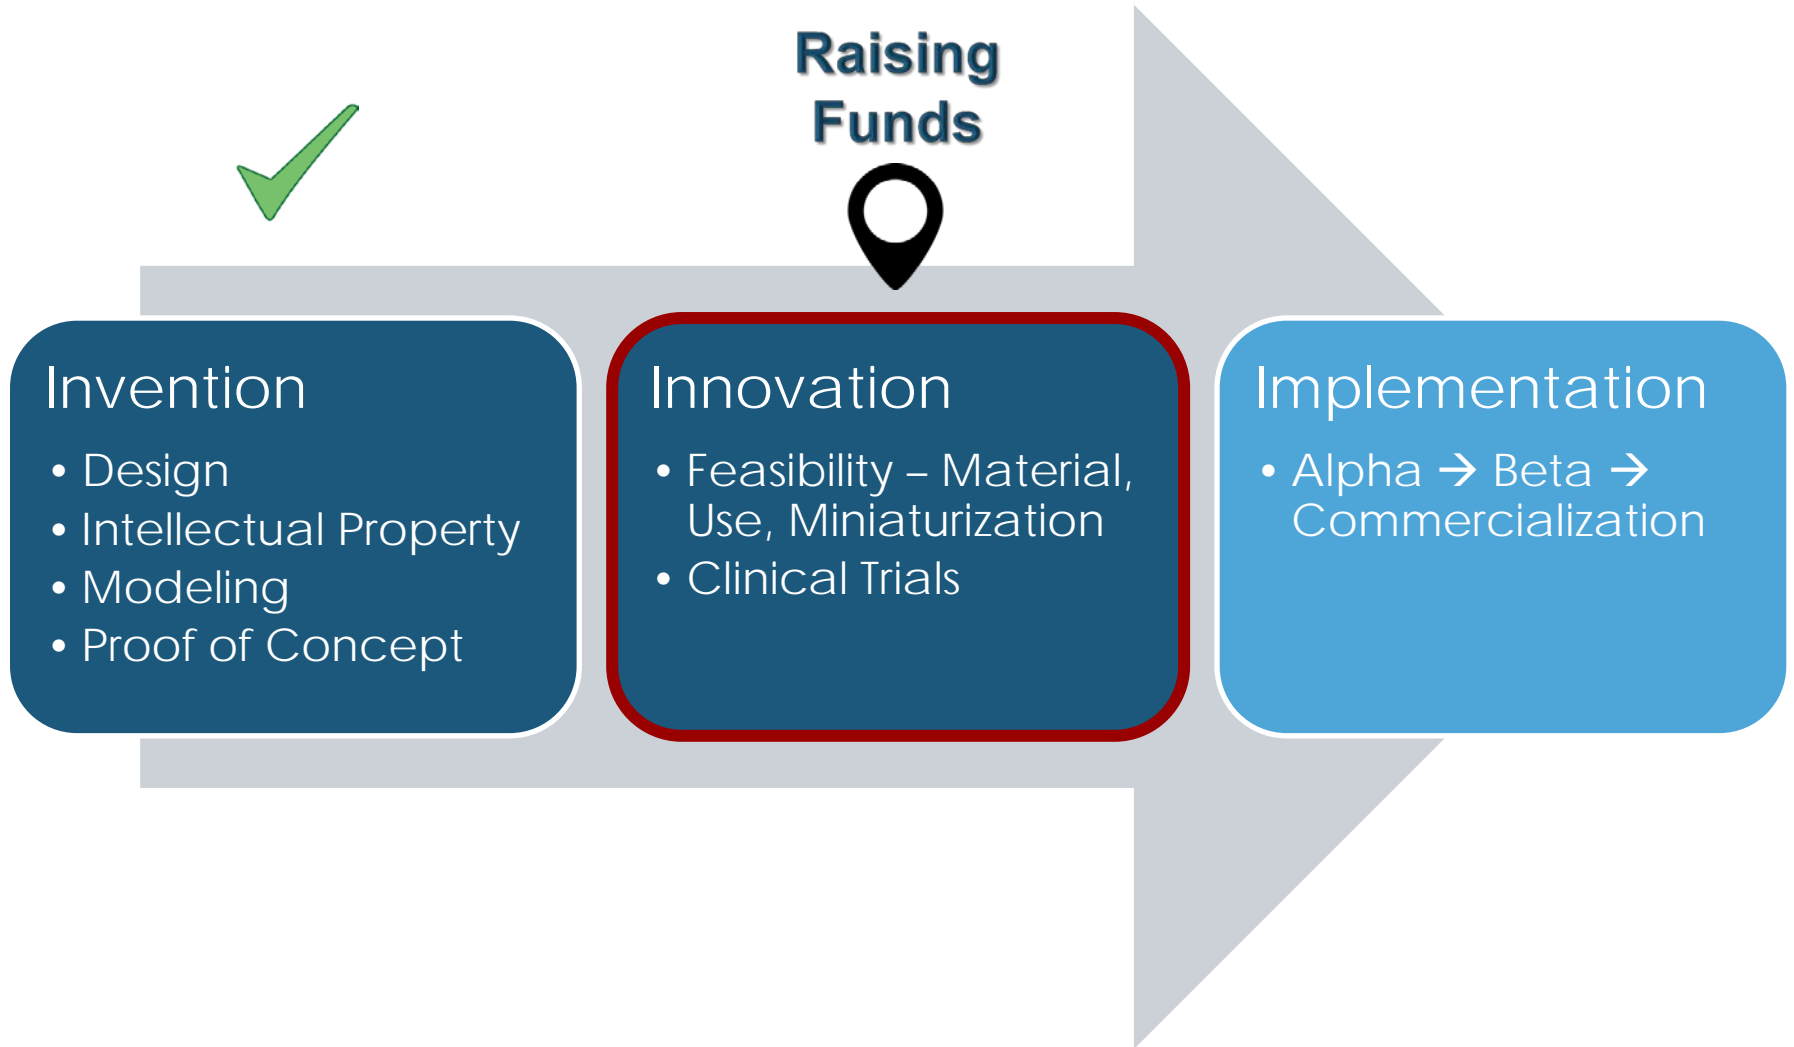 Raising
Funds
Invention
• Design
• Intellectual Property
• Modeling
• Proof of Concept
Innovation
• Feasibility – Material,
Use, Miniaturization
• Clinical Trials
Implementation
• Alpha → Beta →
Commercialization